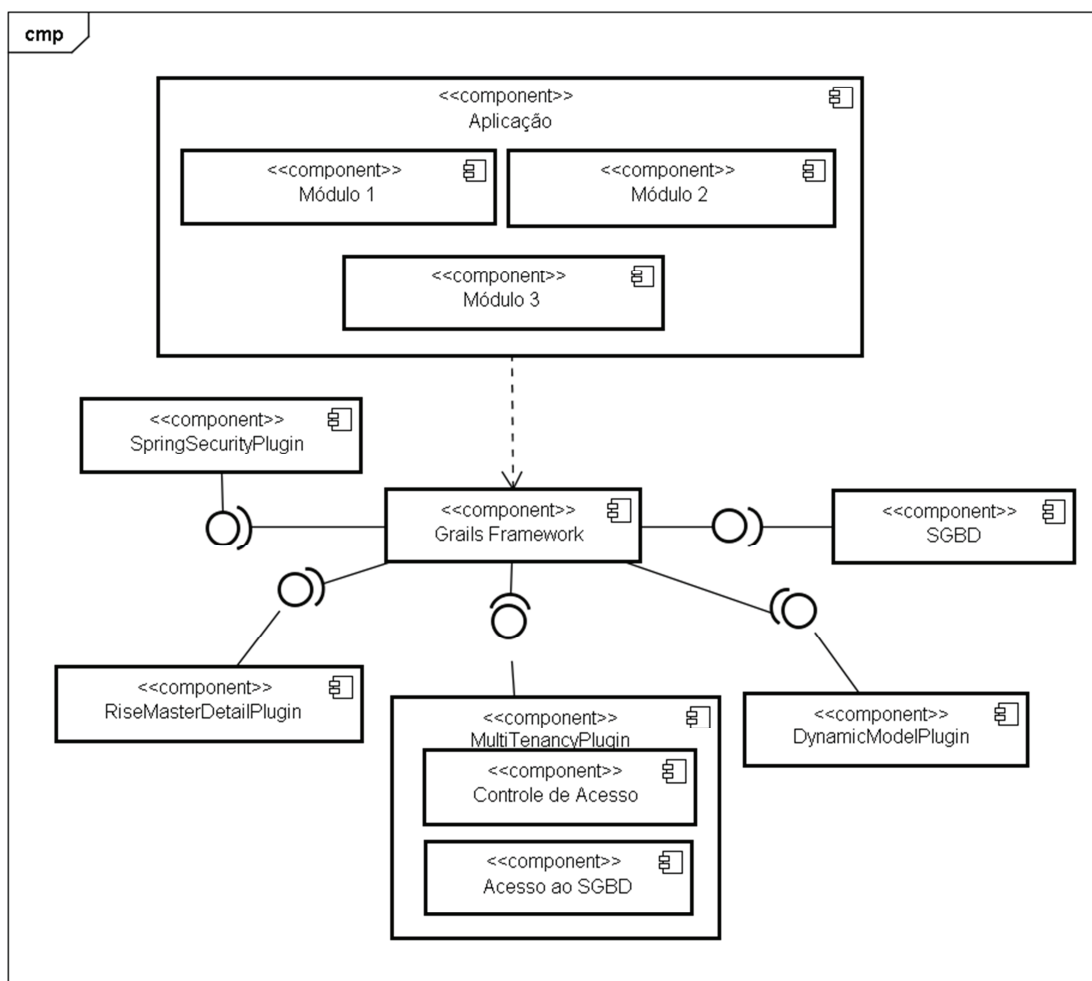 cmp
<<component>>
Aplicação
<<component>>
Módulo 1
<<component>>
Módulo 2
<<component>>
Módulo 3
<<component>>
SpringSecurityPlugin
<<component>>
Grails Framework
<<component>>
SGBD
<<component>>
RiseMasterDetailPlugin
<<component>>
MultiTenancyPlugin
<<component>>
Controle de Acesso
<<component>>
Acesso ao SGBD
<<component>>
DynamicModelPlugin